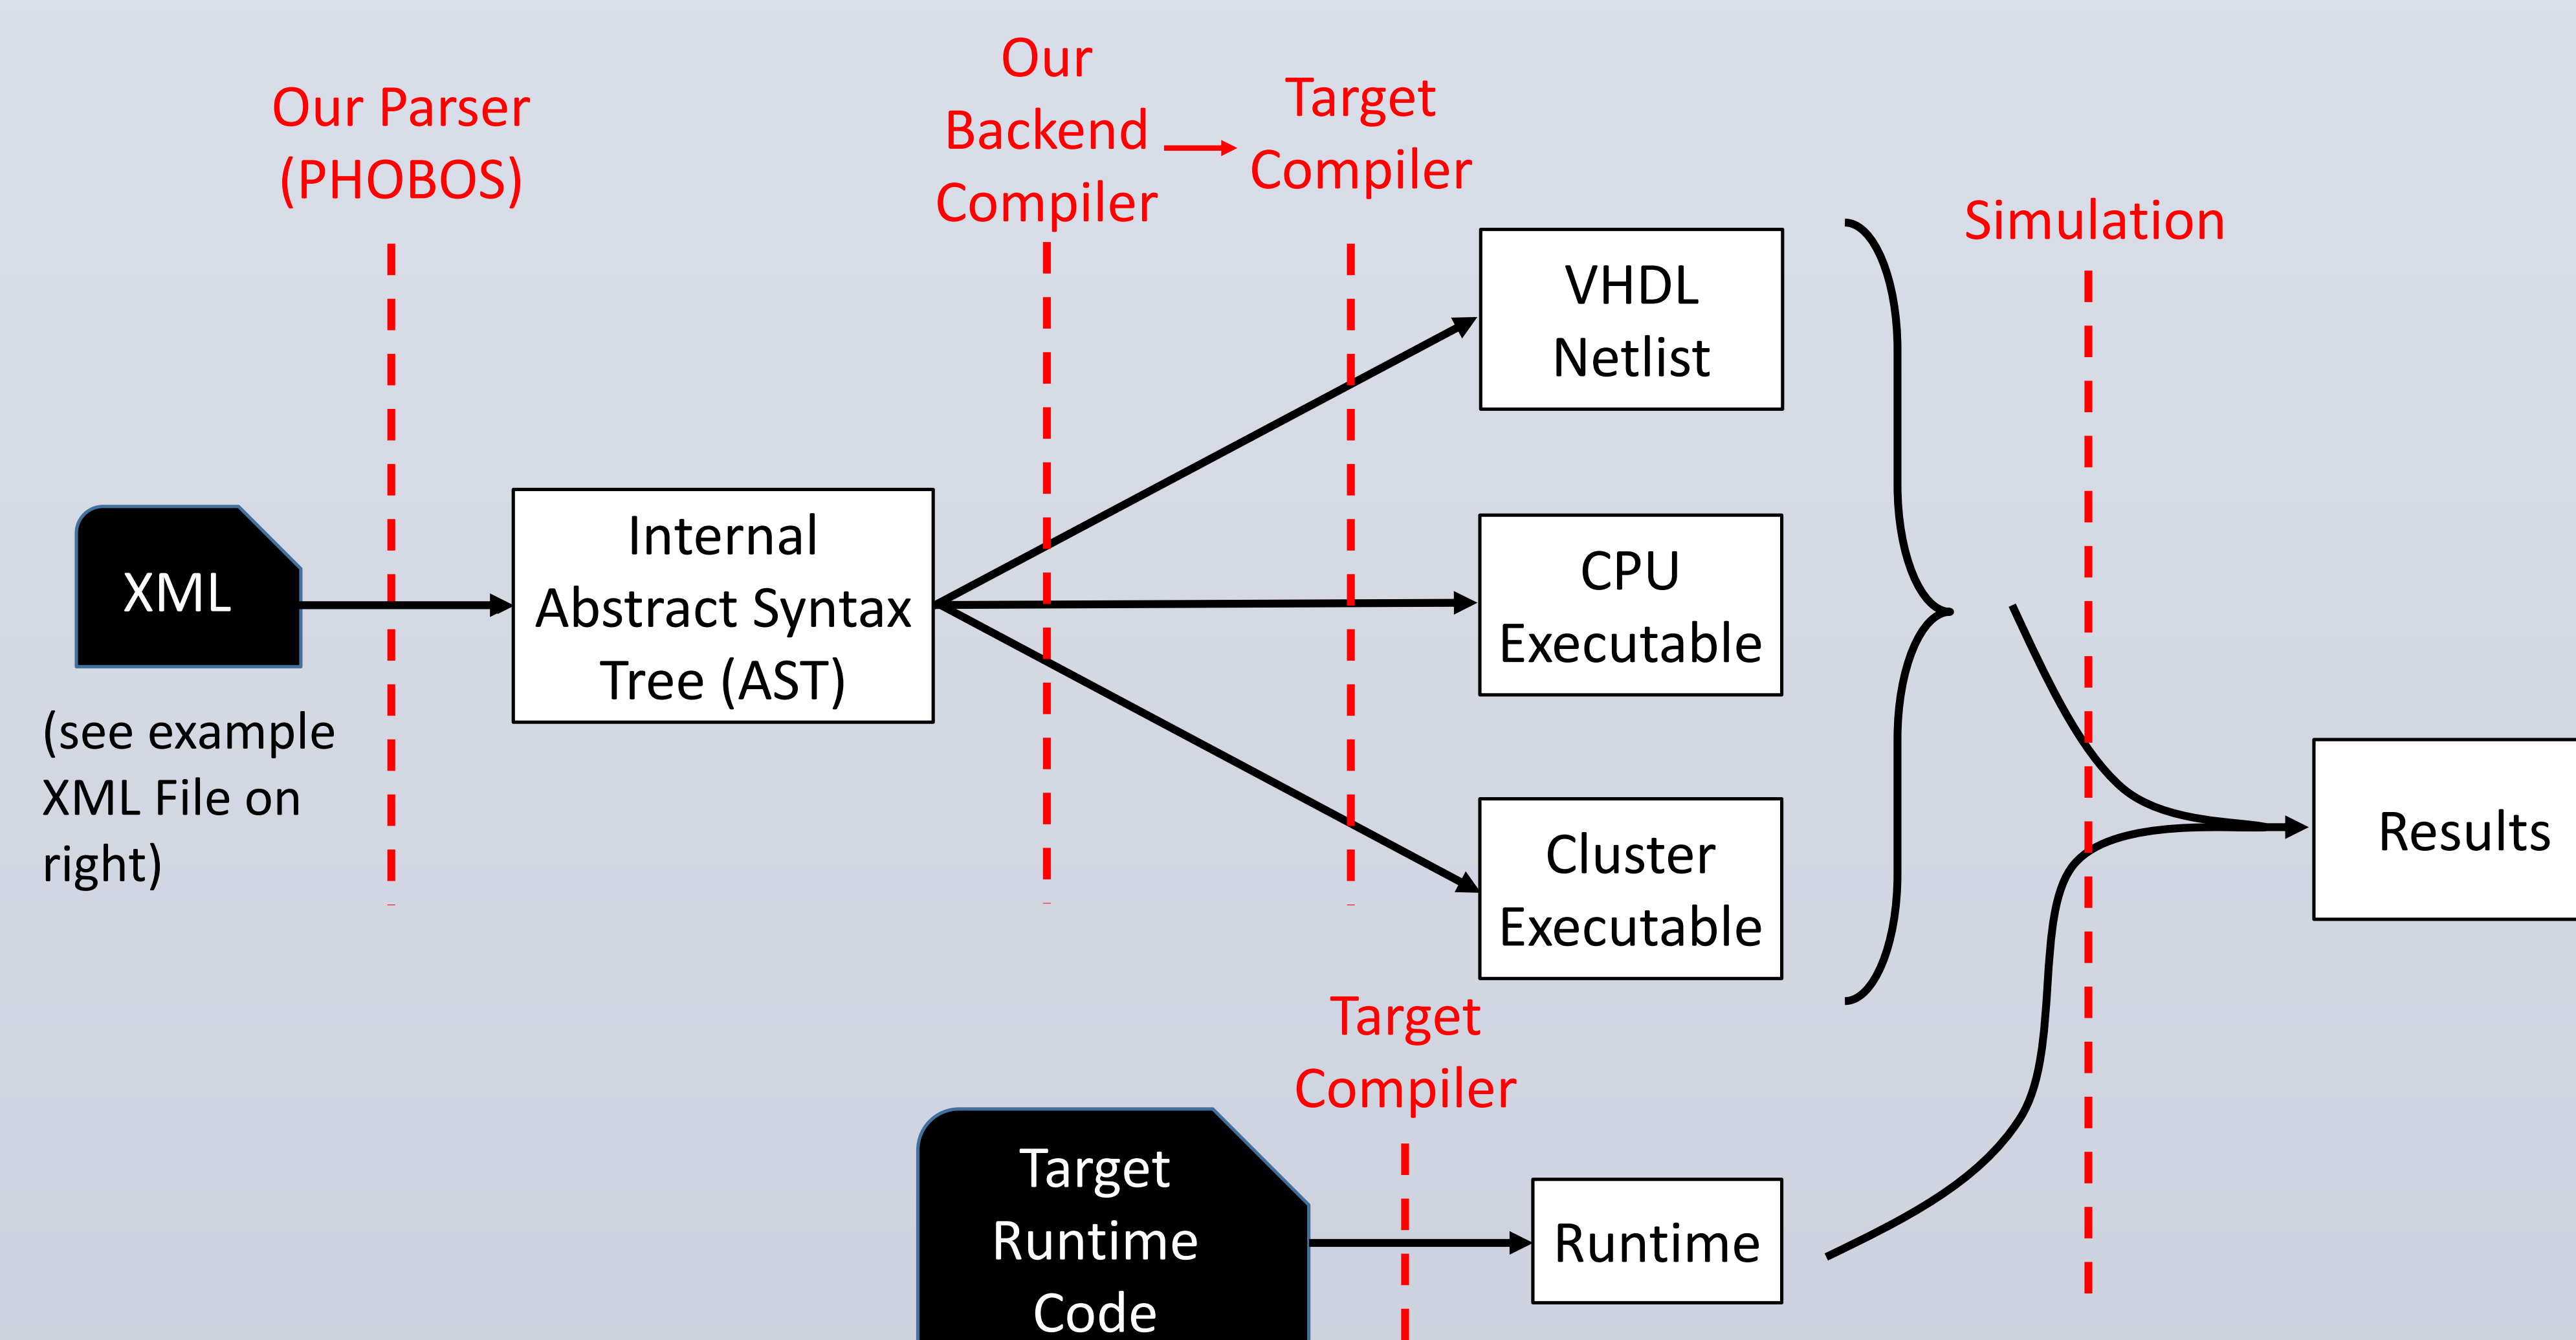 Our Parser
(PHOBOS)
Our
Backend
Compiler
Target
Compiler
Simulation
VHDL
Netlist
XML
Internal
Abstract Syntax
Tree (AST)
CPU
Executable
(see example
XML File on
right)
Cluster
Executable
Results
Target
Compiler
Target
Runtime
Code
Runtime